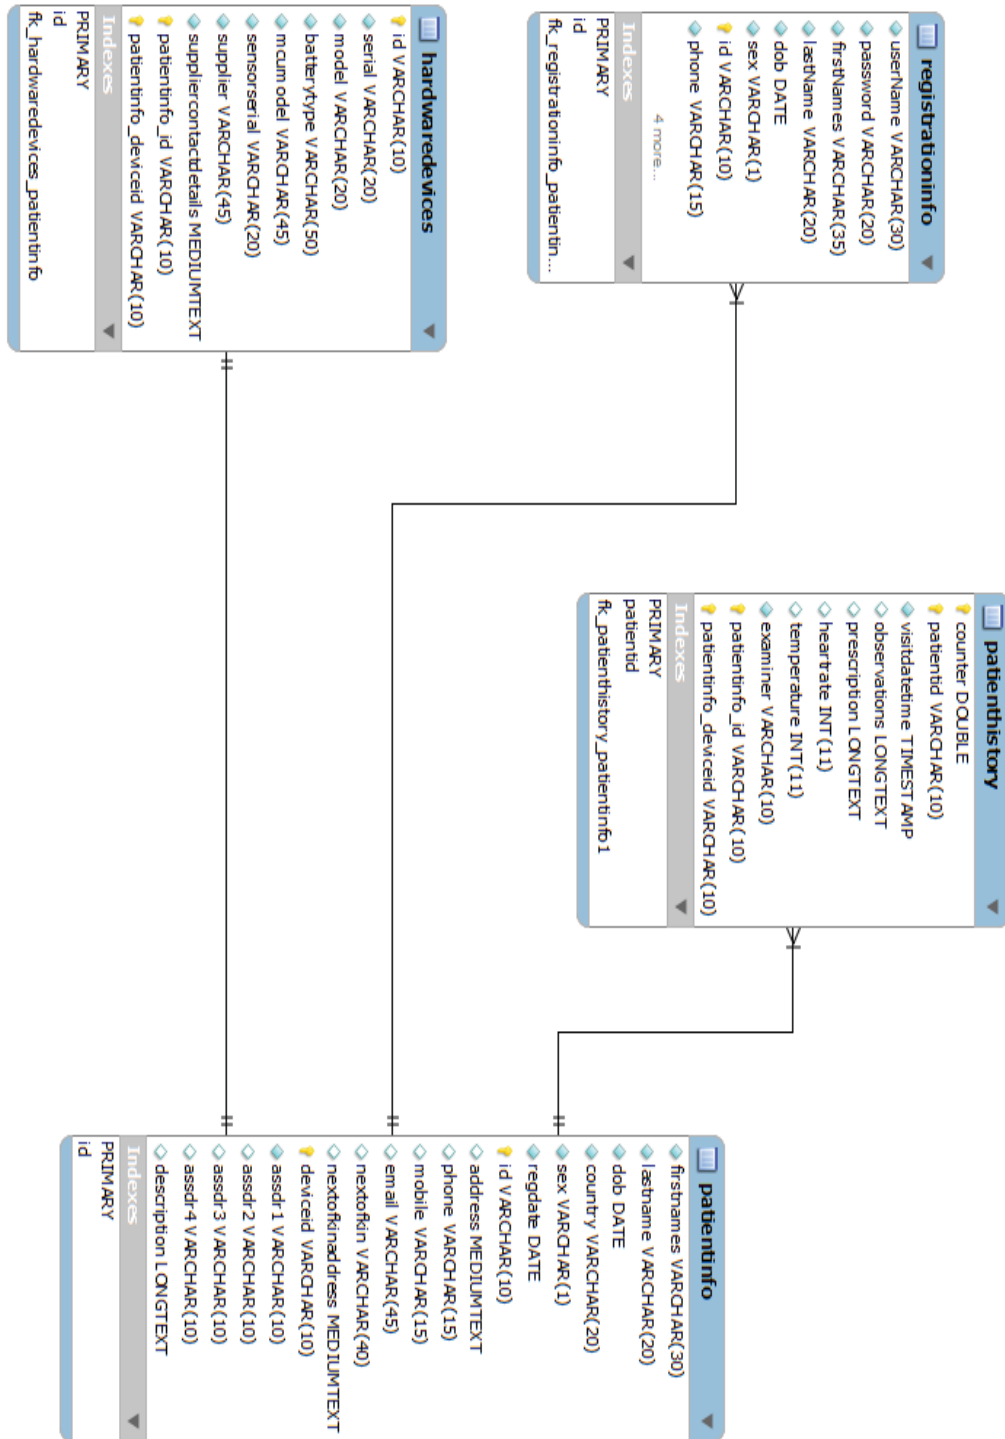 registrationinfo
userName VARCHAR(30)
password VARCHAR(20)
firstNames VARCHAR(35)
lastName VARCHAR(20)
dob DATE
sex VARCHAR(1)
id VARCHAR(10)
phone VARCHAR(15)
4 more...
Indexes
PRIMARY
id
fk_registrationinfo_patientin...
hardwaredevices
id VARCHAR(10)
serial VARCHAR(20)
model VARCHAR(20)
batterytype VARCHAR(50)
mcumodel VARCHAR(45)
sensorserial VARCHAR(20)
supplier VARCHAR(45)
suppliercontactdetails MEDIUMTEXT
patientinfo_id VARCHAR(10)
patientinfo_deviceid VARCHAR(10)
Indexes
PRIMARY
id
fk_hardwaredevices_patientinfo
patienthistory
counter DOUBLE
patientid VARCHAR(10)
visitdatetime TIMESTAMP
observations LONGTEXT
prescription LONGTEXT
heartrate INT(11)
temperature INT(11)
examiner VARCHAR(10)
patientinfo_id VARCHAR(10)
patientinfo_deviceid VARCHAR(10)
Indexes
PRIMARY
patientid
fk_patienthistory_patientinfo1
patientinfo
firstnames VARCHAR(30)
lastname VARCHAR(20)
dob DATE
country VARCHAR(20)
sex VARCHAR(1)
regdate DATE
id VARCHAR(10)
address MEDIUMTEXT
phone VARCHAR(15)
mobile VARCHAR(15)
email VARCHAR(45)
nextofkin VARCHAR(40)
nextofkinaddress MEDIUMTEXT
deviceid VARCHAR(10)
assdr1 VARCHAR(10)
assdr2 VARCHAR(10)
assdr3 VARCHAR(10)
assdr4 VARCHAR(10)
description LONGTEXT
Indexes
PRIMARY
id